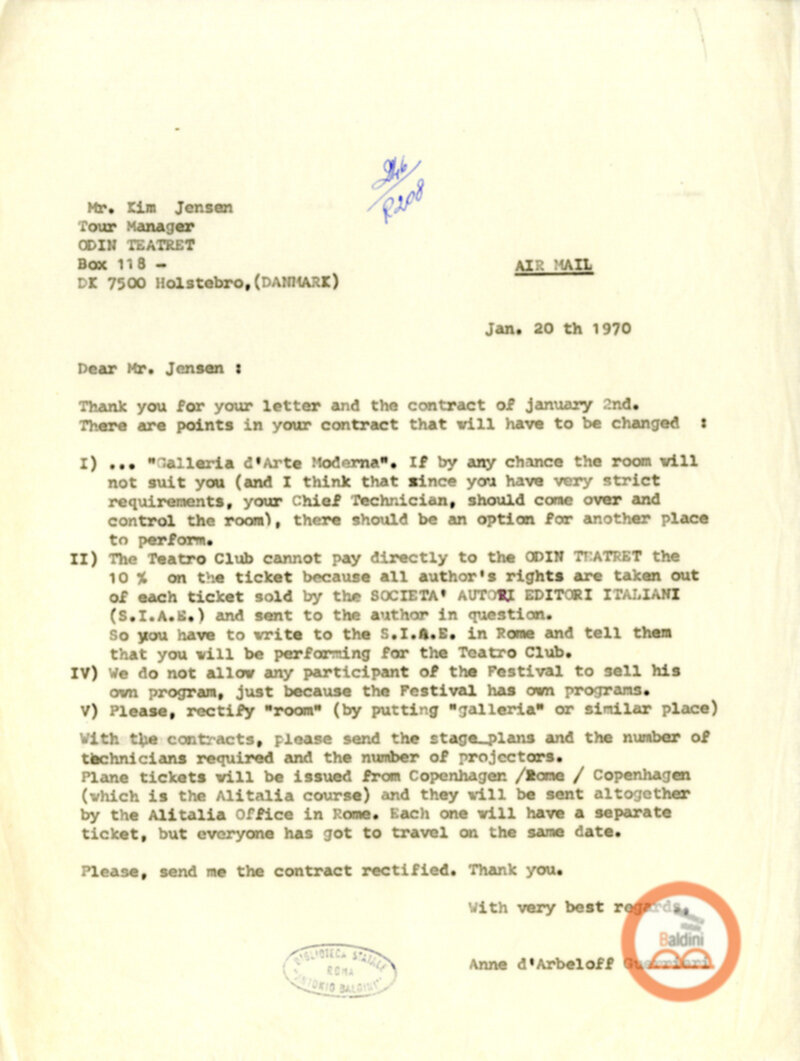 Mr. Kim Jensen
Tour Manager
ODIN TEATRET
Box 118 -
DK 7500 Holstebro,(DANMARK)
AIR MAIL
Jan. 20 th 1970
Dear Mr. Jensen :
Thank you for your letter and the contract of january 2nd.
There are points in your contract that will have to be changed :
I) ... "Galleria d'Arte Moderna". If by any chance the room will
not suit you (and I think that since you have very strict
requirements, your Chief Technician, should come over and
control the room), there should be an option for another place
to perform.
II) The Teatro Club cannot pay directly to the ODIN TEATRET the
10 % on the ticket because all author's rights are taken out
of each ticket sold by the SOCIETA' AUTORI EDITORI ITALIANI
(S.I.A.E.) and sent to the author in question.
So you have to write to the S.I.A.E. in Rome and tell them
that you will be performing for the Teatro Club.
IV) We do not allow any participant of the Festival to sell his
own program, just because the Festival has own programs.
V) Please, rectify "room" (by putting "galleria" or similar place)
With the contracts, please send the stage plans and the number of
technicians required and the number of projectors.
Plane tickets will be issued from Copenhagen /Rome / Copenhagen
(which is the Alitalia course) and they will be sent altogether
by the Alitalia Office in Rome. Each one will have a separate
ticket, but everyone has got to travel on the same date.
Please, send me the contract rectified. Thank you.
With very best regards,
Anne d'Arbeloff Guerrieri
Baldini
BIBLIOTECA STATALE
ROMA
ANTONIO BALDINI